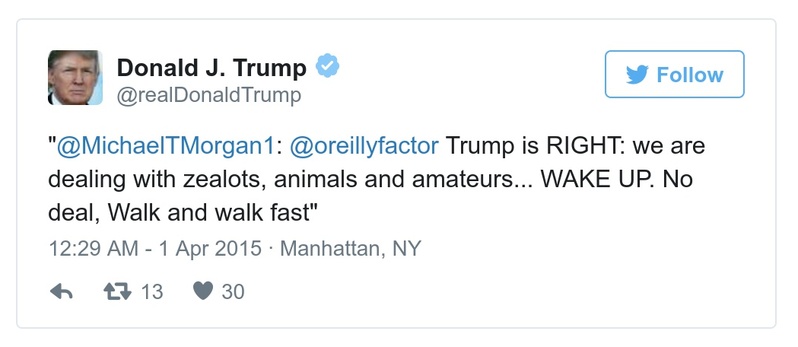 Donald J. Trump
@realDonaldTrump
Follow
"@MichaelTMorgan1: @oreillyfactor Trump is RIGHT: we are
dealing with zealots, animals and amateurs... WAKE UP. No
deal, Walk and walk fast"
12:29 AM - 1 Apr 2015 · Manhattan, NY
13 30